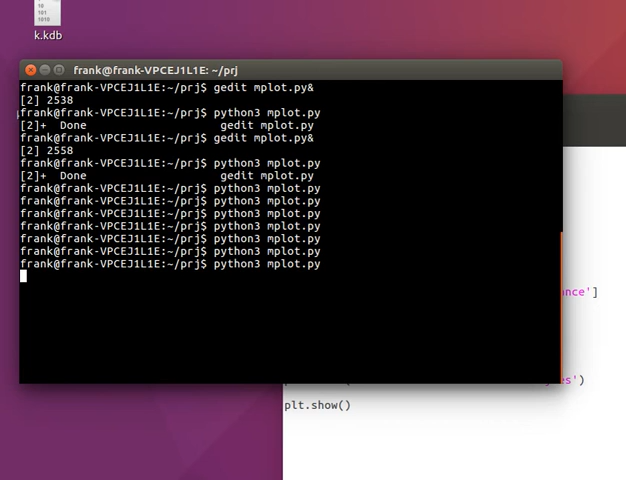 k.kdb
frank@frank-VPCEJ1L1E: ~/prj
frank@frank-VPCEJ1L1E:~/prj$ gedit mplot.py&
[2] 2538
frank@frank-VPCEJ1L1E:~/prj$ python3 mplot.py
[2]+  Done                    gedit mplot.py
frank@frank-VPCEJ1L1E:~/prj$ gedit mplot.py&
[2] 2558
frank@frank-VPCEJ1L1E:~/prj$ python3 mplot.py
[2]+  Done                    gedit mplot.py
frank@frank-VPCEJ1L1E:~/prj$ python3 mplot.py
frank@frank-VPCEJ1L1E:~/prj$ python3 mplot.py
frank@frank-VPCEJ1L1E:~/prj$ python3 mplot.py
frank@frank-VPCEJ1L1E:~/prj$ python3 mplot.py
frank@frank-VPCEJ1L1E:~/prj$ python3 mplot.py
frank@frank-VPCEJ1L1E:~/prj$ python3 mplot.py
frank@frank-VPCEJ1L1E:~/prj$ python3 mplot.py
ance']
es')
plt.show()